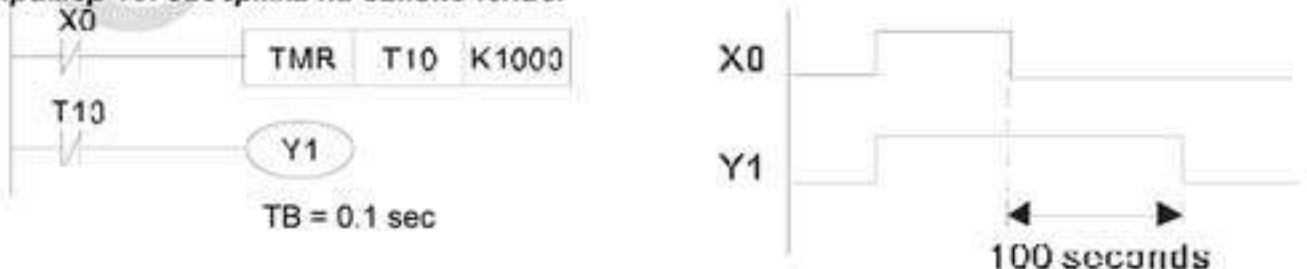 X0
TMR T10 K1000
T10
Y1
TB = 0.1 sec
X0
Y1
100 seconds